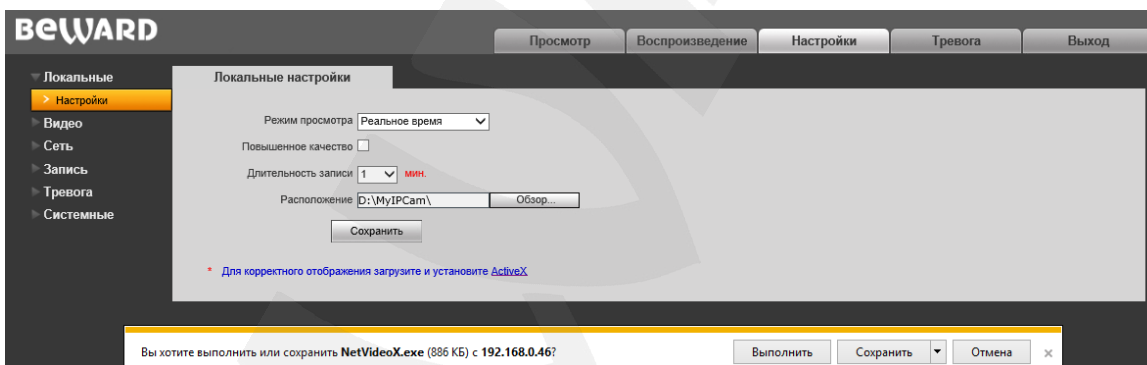 BEWARD
Просмотр Воспроизведение Настройки Тревога Выход
Локальные
> Настройки
Видео
Сеть
Запись
Тревога
Системные
Локальные настройки
Режим просмотра Реальное время
Повышенное качество
Длительность записи 1 мин.
Расположение D:\MyIPCam\ Обзор...
Сохранить
* Для корректного отображения загрузите и установите ActiveX
Вы хотите выполнить или сохранить NetVideoX.exe (886 КБ) с 192.168.0.46? Выполнить Сохранить Отмена ×